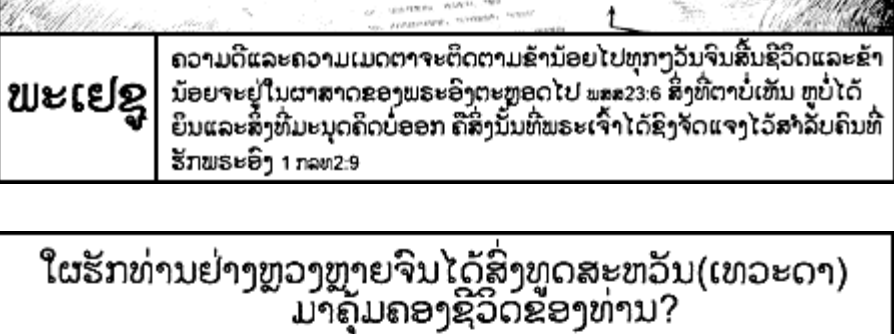 ຄວາມດີແລະຄວາມເມດຕາຈະຕິດຕາມຂ້ານ້ອຍໄປທຸກໆວັນຈົນສິ້ນຊີວິດແລະຂ້າ
ພະເຢຊູ
ນ້ອຍຈະຢູ່ໃນຜາສາດຂອງພຣະອົງຕະຫຼອດໄປ ພສສ23:6 ສິ່ງທີ່ຕາບໍ່ເຫັນ ຫູບໍ່ໄດ້
ຍິນແລະສິ່ງທີ່ມະນຸດຄິດບໍ່ອອກ ຄືສິ່ງນັ້ນທີ່ພຣະເຈົ້າໄດ້ຊົງຈັດແຈງໄວ້ສຳລັບຄົນທີ່
ຮັກພຣະອົງ 1 ກລທ2:9
ໃຜຮັກທ່ານຢ່າງຫຼວງຫຼາຍຈົນໄດ້ສົ່ງທູດສະຫວັນ(ເທວະດາ)
ມາຄຸ້ມຄອງຊີວິດຂອງທ່ານ?